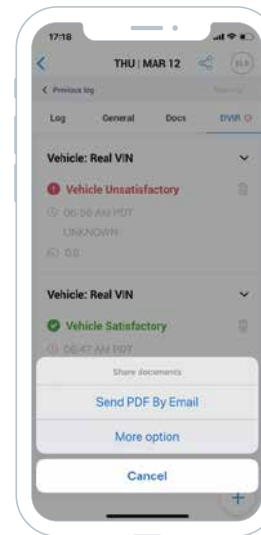 17:18
THU | MAR 12
Previous log
Log General Docs DVIR
Vehicle: Real VIN
Vehicle Unsatisfactory
06:56 AM PDT
UNKNOWN
0.0
Vehicle: Real VIN
Vehicle Satisfactory
06:47 AM PDT
Share documents
Send PDF By Email
More option
Cancel
+